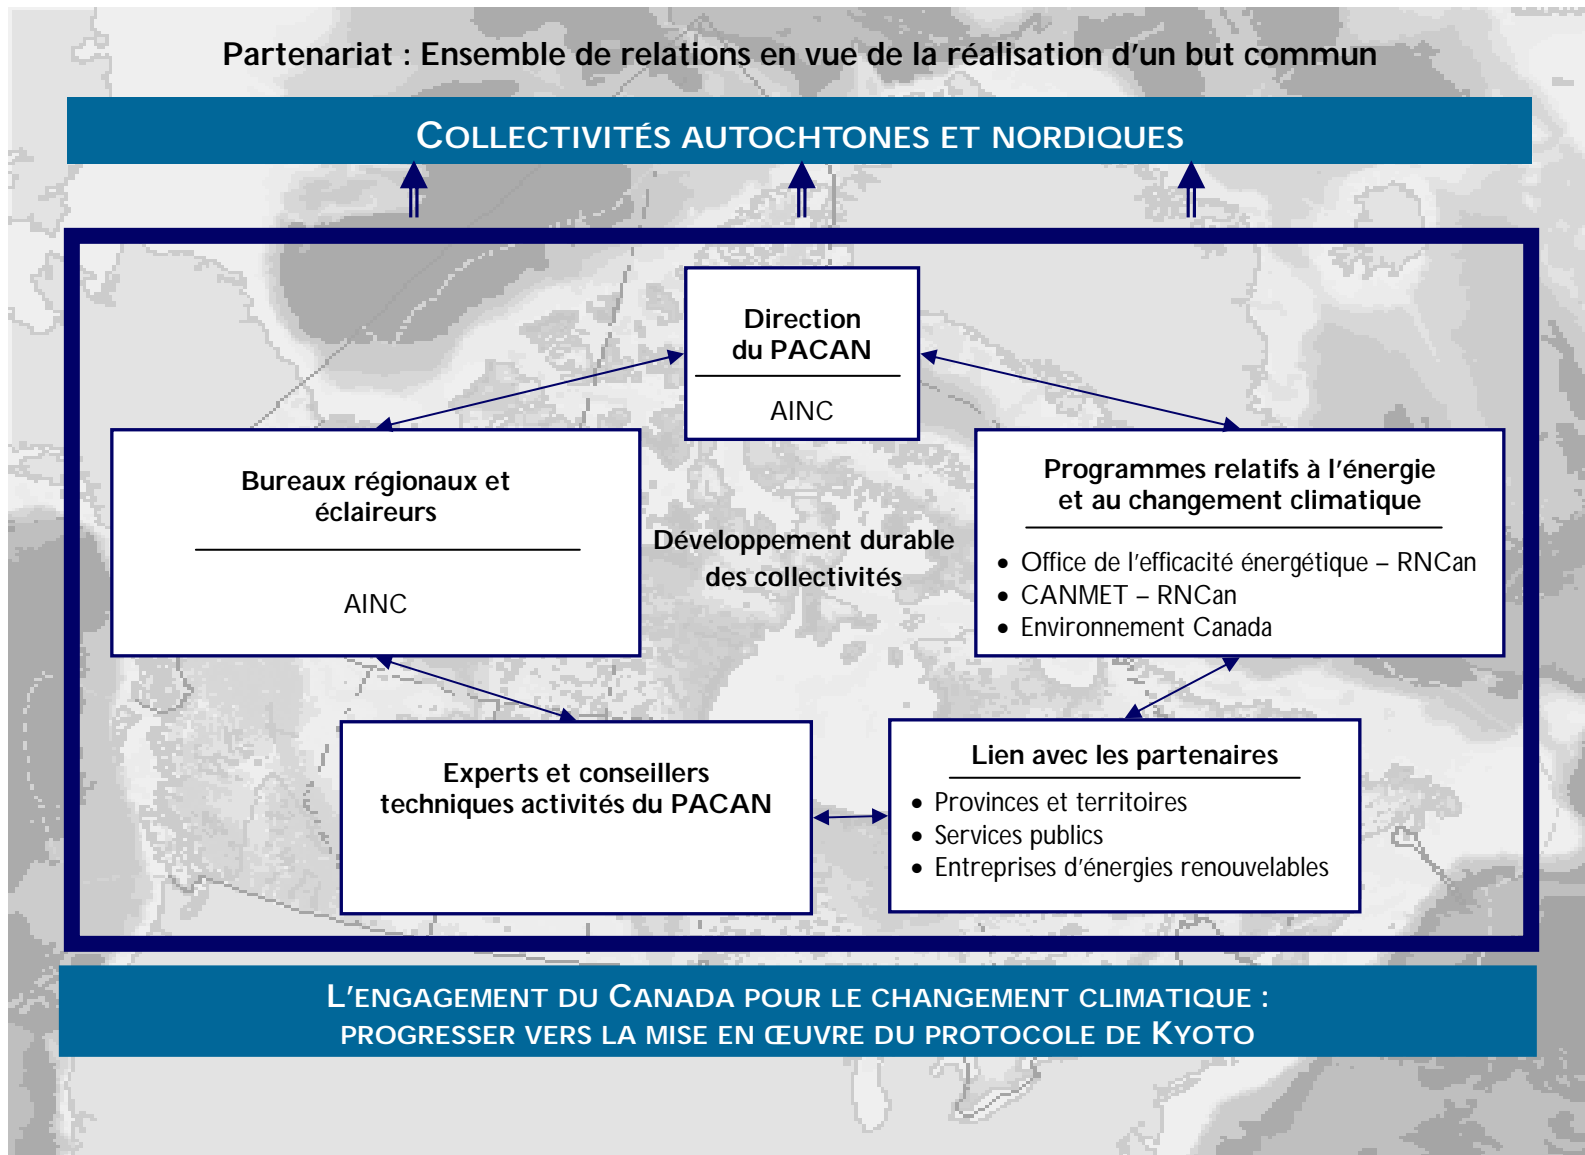 Partenariat : Ensemble de relations en vue de la réalisation d'un but commun
COLLECTIVITÉS AUTOCHTONES ET NORDIQUES
Direction
du PACAN
AINC
Bureaux régionaux et
éclaireurs
AINC
Programmes relatifs à l'énergie
et au changement climatique
• Office de l'efficacité énergétique – RNCan
• CANMET – RNCan
• Environnement Canada
Développement durable
des collectivités
Experts et conseillers
techniques activités du PACAN
Lien avec les partenaires
• Provinces et territoires
• Services publics
• Entreprises d'énergies renouvelables
L'ENGAGEMENT DU CANADA POUR LE CHANGEMENT CLIMATIQUE :
PROGRESSER VERS LA MISE EN ŒUVRE DU PROTOCOLE DE KYOTO